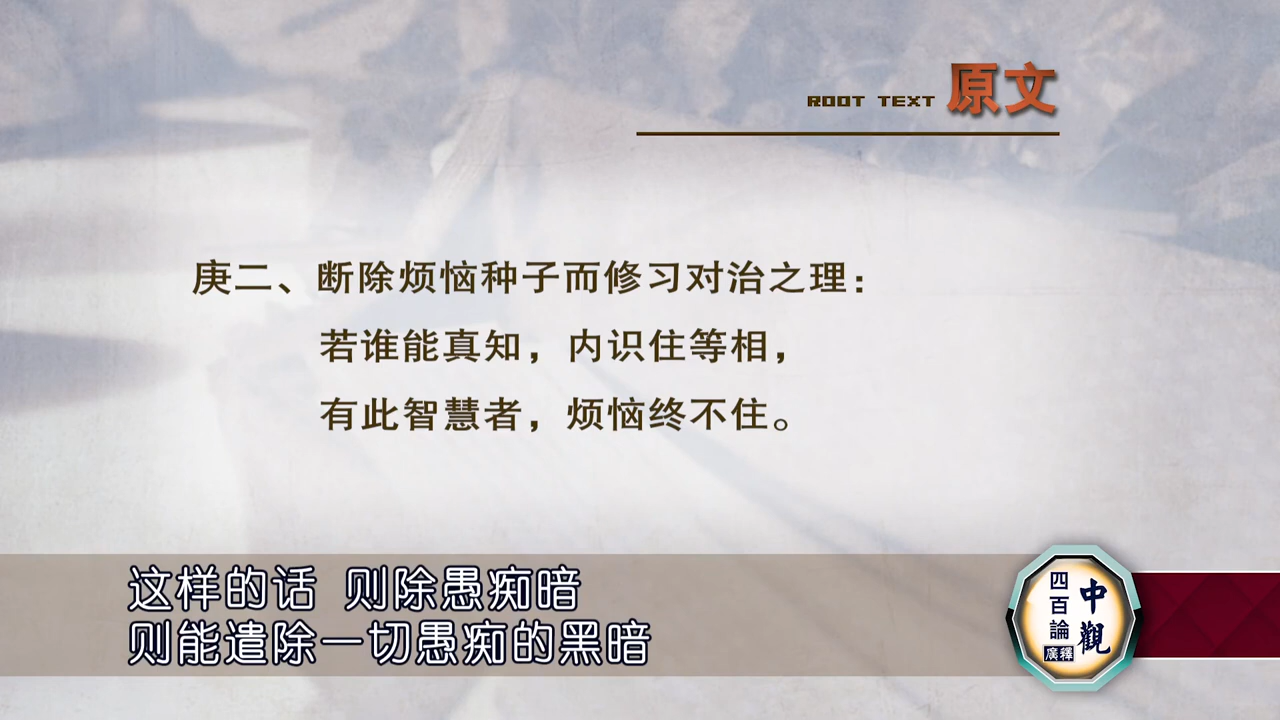 ROOT TEXT 原文
庚二、断除烦恼种子而修习对治之理：
若谁能真知，内识住等相，
有此智慧者，烦恼终不住。
这样的话 则除愚痴暗
则能遣除一切愚痴的黑暗
中觀
四百論
廣釋